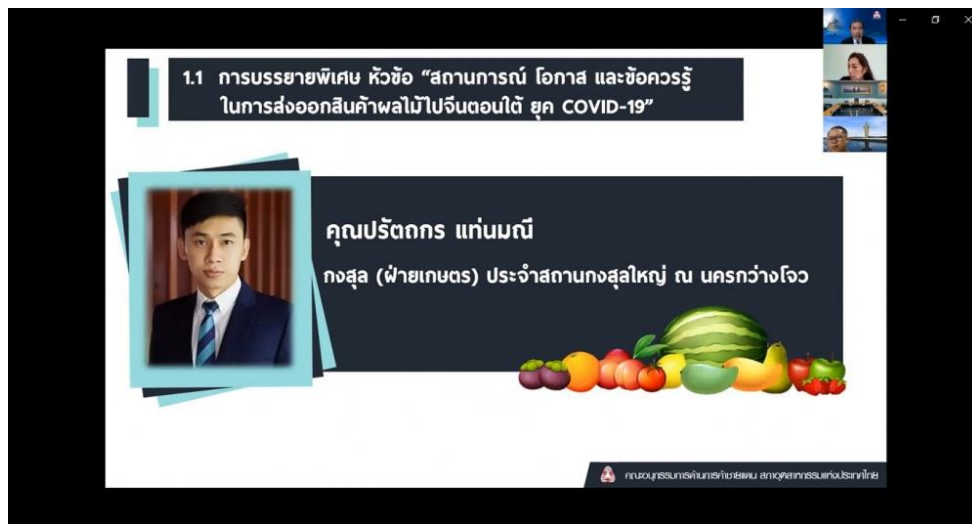 1.1 การบรรยายพิเศษ หัวข้อ “สถานการณ์ โอกาส และข้อควรรู้
ในการส่งออกสินค้าผลไม้ไปจีนตอนใต้ ยุค COVID-19”
คุณปรัตถกร แท่นมณี
กงสุล (ฝ่ายเกษตร) ประจำสถานกงสุลใหญ่ ณ นครกว่างโจว
คณะอนุกรรมการด้านการค้าชายแดน สภาอุตสาหกรรมแห่งประเทศไทย